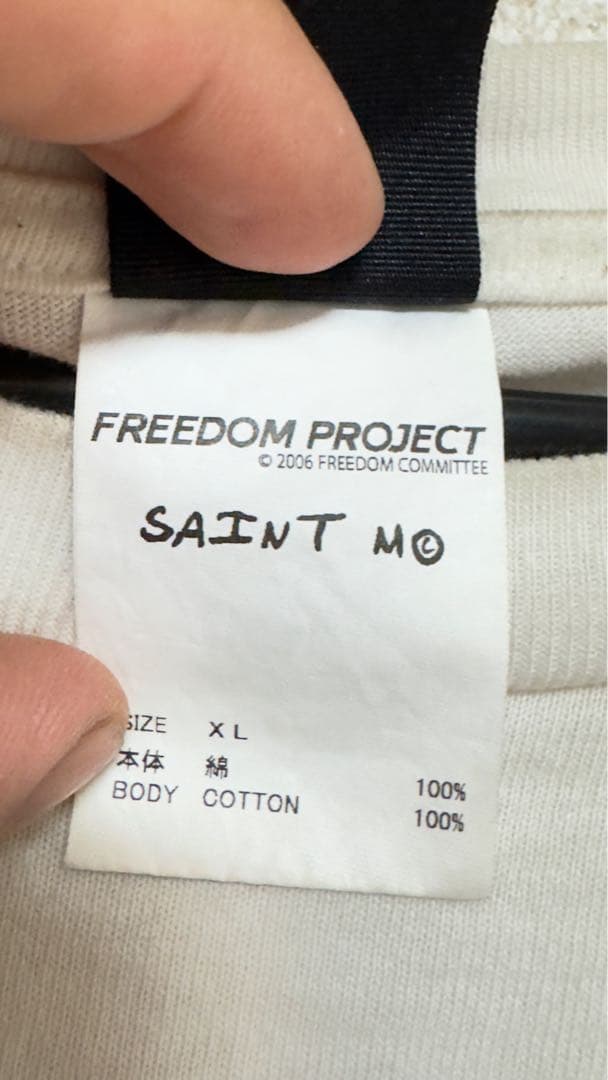 FREEDOM PROJECT
© 2006 FREEDOM COMMITTEE
SAINT M©
SIZE XL
本体 綿 100%
BODY COTTON 100%